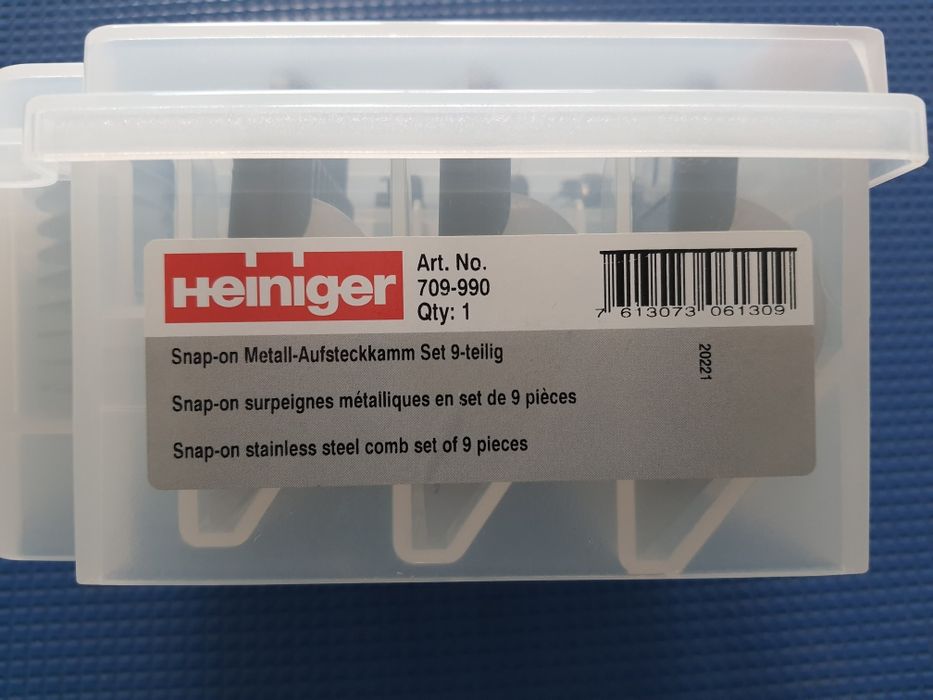 Heiniger
Art. No.
709-990
Qty: 1
7 613073 061309
20221
Snap-on Metall-Aufsteckkamm Set 9-teilig
Snap-on surpeignes métalliques en set de 9 pièces
Snap-on stainless steel comb set of 9 pieces